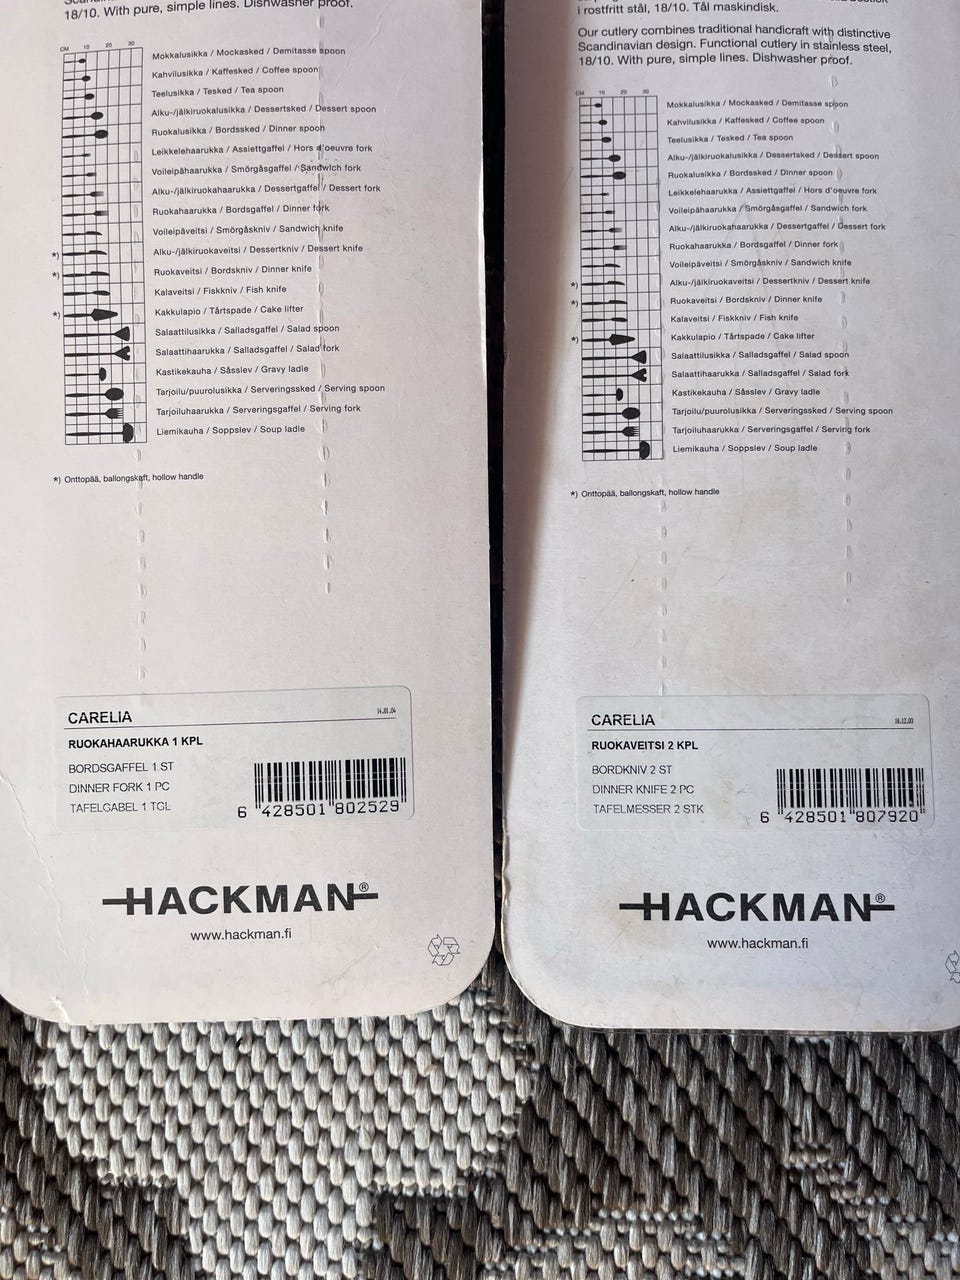 18/10. With pure, simple lines. Dishwasher proof.
CM 10 20 30
Mokkalusikka / Mockasked / Demitasse spoon
Kahvilusikka / Kaffesked / Coffee spoon
Teelusikka / Tesked / Tea spoon
Alku-/jälkiruokalusikka / Dessertsked / Dessert spoon
Ruokalusikka / Bordssked / Dinner spoon
Leikkelehaarukka / Assiettgaffel / Hors d'oeuvre fork
Voileipähaarukka / Smörgåsgaffel / Sandwich fork
Alku-/jälkiruokahaarukka / Dessertgaffel / Dessert fork
Ruokahaarukka / Bordsgaffel / Dinner fork
Voileipäveitsi / Smörgåskniv / Sandwich knife
*) Alku-/jälkiruokaveitsi / Dessertkniv / Dessert knife
*) Ruokaveitsi / Bordskniv / Dinner knife
Kalaveitsi / Fiskkniv / Fish knife
*) Kakkulapio / Tårtspade / Cake lifter
Salaattilusikka / Salladsgaffel / Salad spoon
Salaattihaarukka / Salladsgaffel / Salad fork
Kastikekauha / Såsslev / Gravy ladle
Tarjoilu/puurolusikka / Serveringssked / Serving spoon
Tarjoiluhaarukka / Serveringsgaffel / Serving fork
Liemikauha / Soppslev / Soup ladle
*) Onttopää, ballongskaft, hollow handle
CARELIA 14.01.04
RUOKAHAARUKKA 1 KPL
BORDSGAFFEL 1 ST
DINNER FORK 1 PC
TAFELGABEL 1 TGL
6 428501 802529
HACKMAN®
www.hackman.fi
i rostfritt stål, 18/10. Tål maskindisk.
Our cutlery combines traditional handicraft with distinctive
Scandinavian design. Functional cutlery in stainless steel,
18/10. With pure, simple lines. Dishwasher proof.
CM 10 20 30
Mokkalusikka / Mockasked / Demitasse spoon
Kahvilusikka / Kaffesked / Coffee spoon
Teelusikka / Tesked / Tea spoon
Alku-/jälkiruokalusikka / Dessertsked / Dessert spoon
Ruokalusikka / Bordssked / Dinner spoon
Leikkelehaarukka / Assiettgaffel / Hors d'oeuvre fork
Voileipähaarukka / Smörgåsgaffel / Sandwich fork
Alku-/jälkiruokahaarukka / Dessertgaffel / Dessert fork
Ruokahaarukka / Bordsgaffel / Dinner fork
Voileipäveitsi / Smörgåskniv / Sandwich knife
*) Alku-/jälkiruokaveitsi / Dessertkniv / Dessert knife
*) Ruokaveitsi / Bordskniv / Dinner knife
Kalaveitsi / Fiskkniv / Fish knife
*) Kakkulapio / Tårtspade / Cake lifter
Salaattilusikka / Salladsgaffel / Salad spoon
Salaattihaarukka / Salladsgaffel / Salad fork
Kastikekauha / Såsslev / Gravy ladle
Tarjoilu/puurolusikka / Serveringssked / Serving spoon
Tarjoiluhaarukka / Serveringsgaffel / Serving fork
Liemikauha / Soppslev / Soup ladle
*) Onttopää, ballongskaft, hollow handle
CARELIA 18.12.03
RUOKAVEITSI 2 KPL
BORDKNIV 2 ST
DINNER KNIFE 2 PC
TAFELMESSER 2 STK
6 428501 807920
HACKMAN®
www.hackman.fi